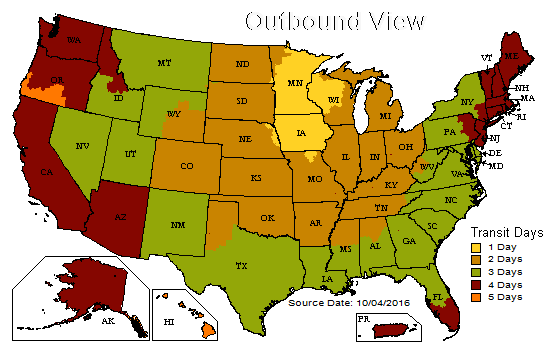 Outbound View
WA
MT
ND
MN
VT
ME
OR
ID
SD
WI
MI
NY
NH
MA
WY
RI
CT
NV
UT
NE
IA
PA
NJ
CO
IL
IN
OH
DE
MD
CA
KS
MO
WV
VA
KY
AZ
NM
OK
AR
TN
NC
SC
MS
AL
GA
TX
LA
FL
Transit Days
1 Day
2 Days
3 Days
4 Days
5 Days
Source Date: 10/04/2016
AK
HI
PR